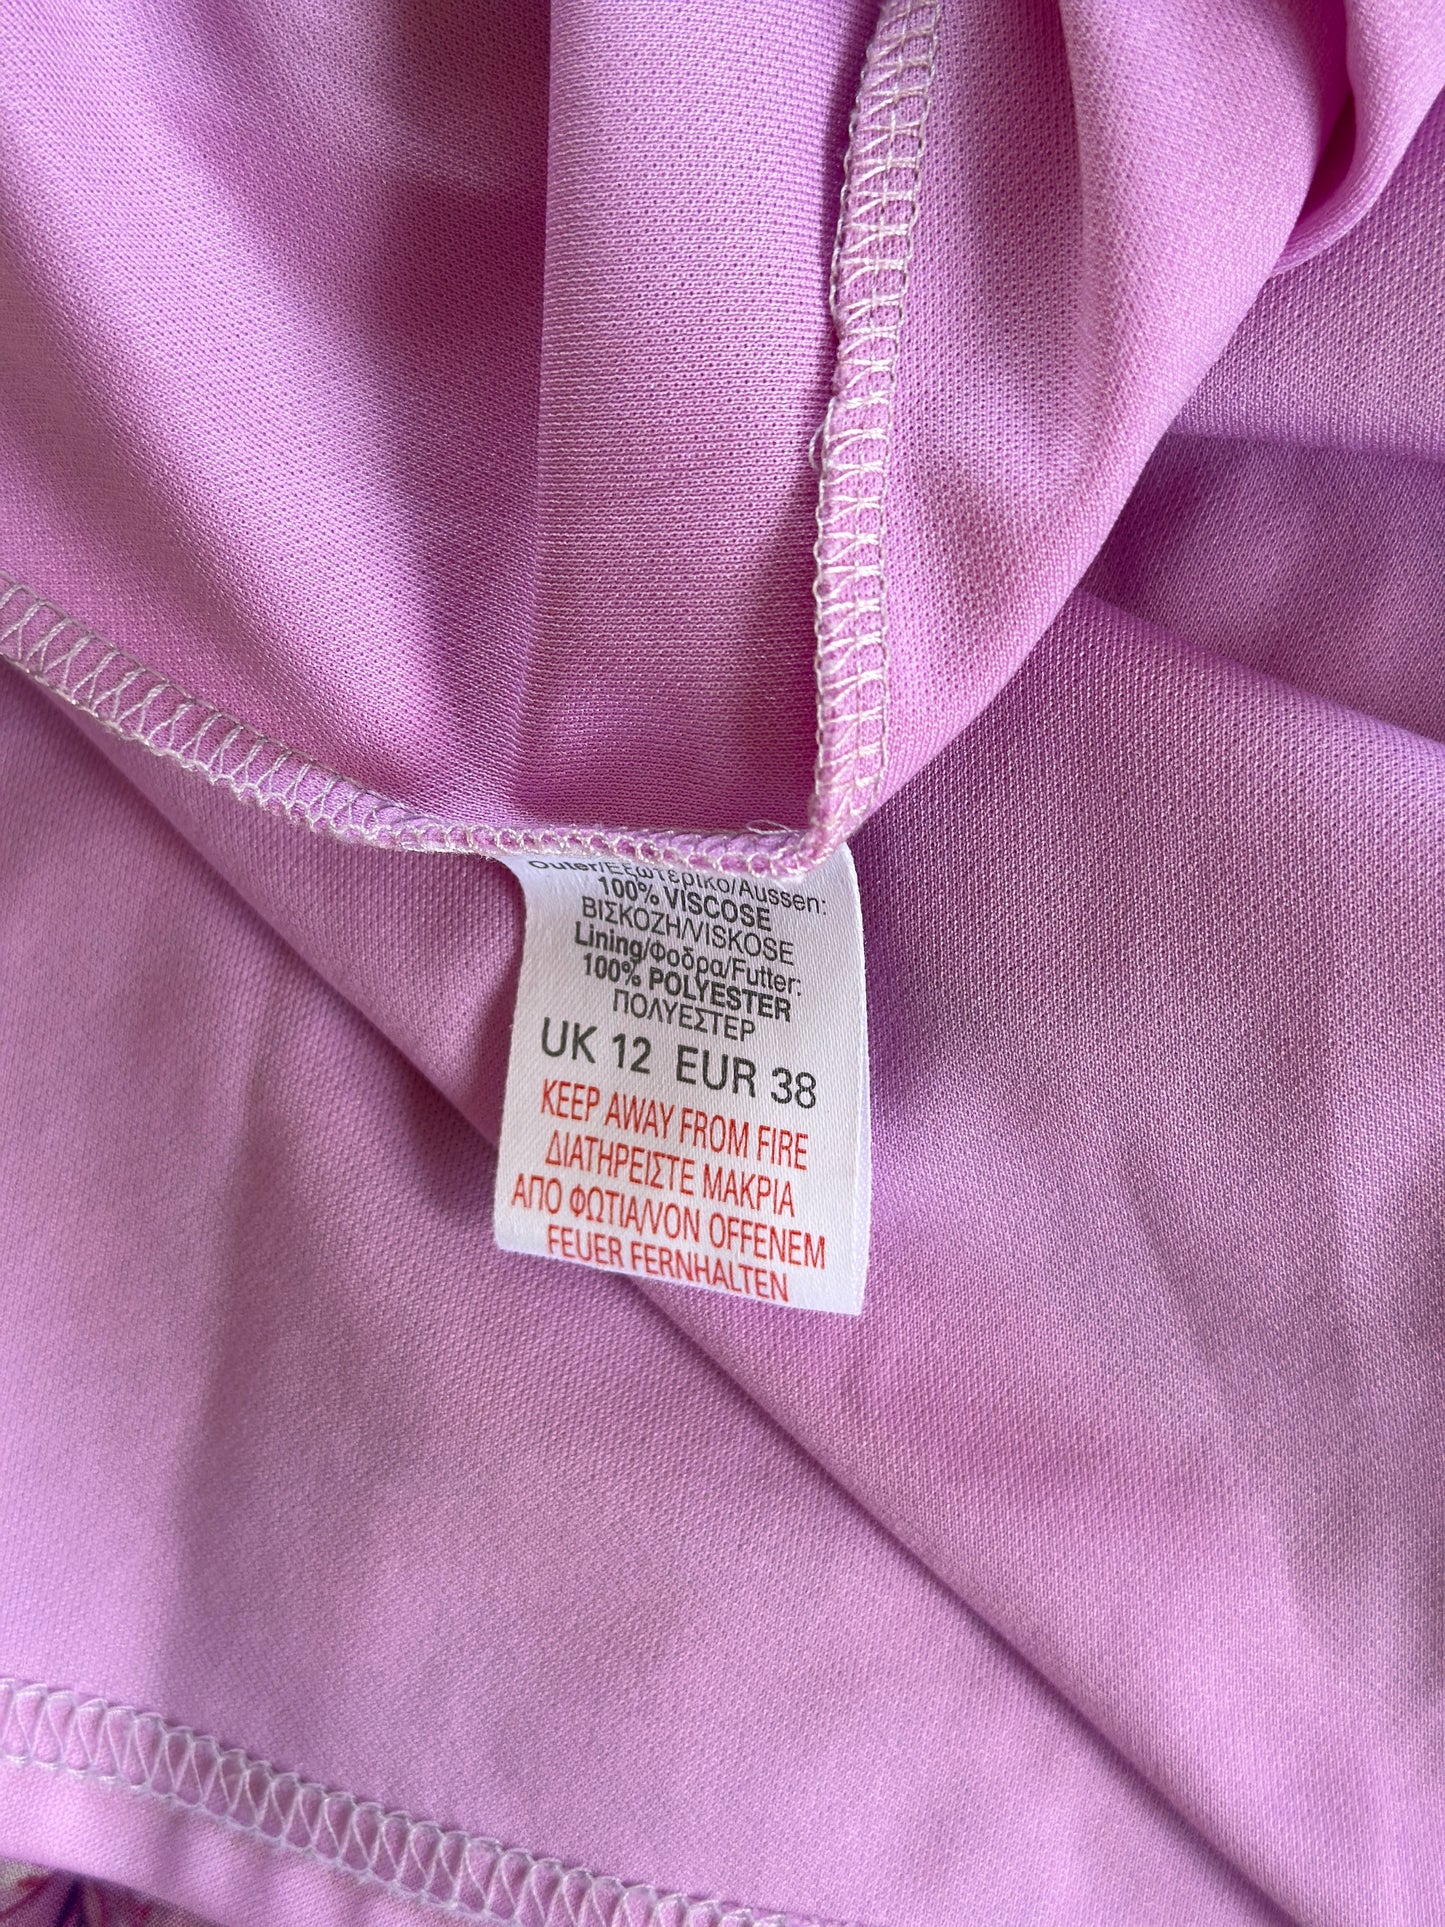 Outer/Εξωτερικό/Aussen:
100% VISCOSE
ΒΙΣΚΟΖΗ/VISKOSE
Lining/Φοδρα/Futter:
100% POLYESTER
ΠΟΛΥΕΣΤΕΡ
UK 12 EUR 38
KEEP AWAY FROM FIRE
ΔΙΑΤΗΡΕΙΣΤΕ ΜΑΚΡΙΑ
ΑΠΟ ΦΩΤΙΑ/VON OFFENEM
FEUER FERNHALTEN